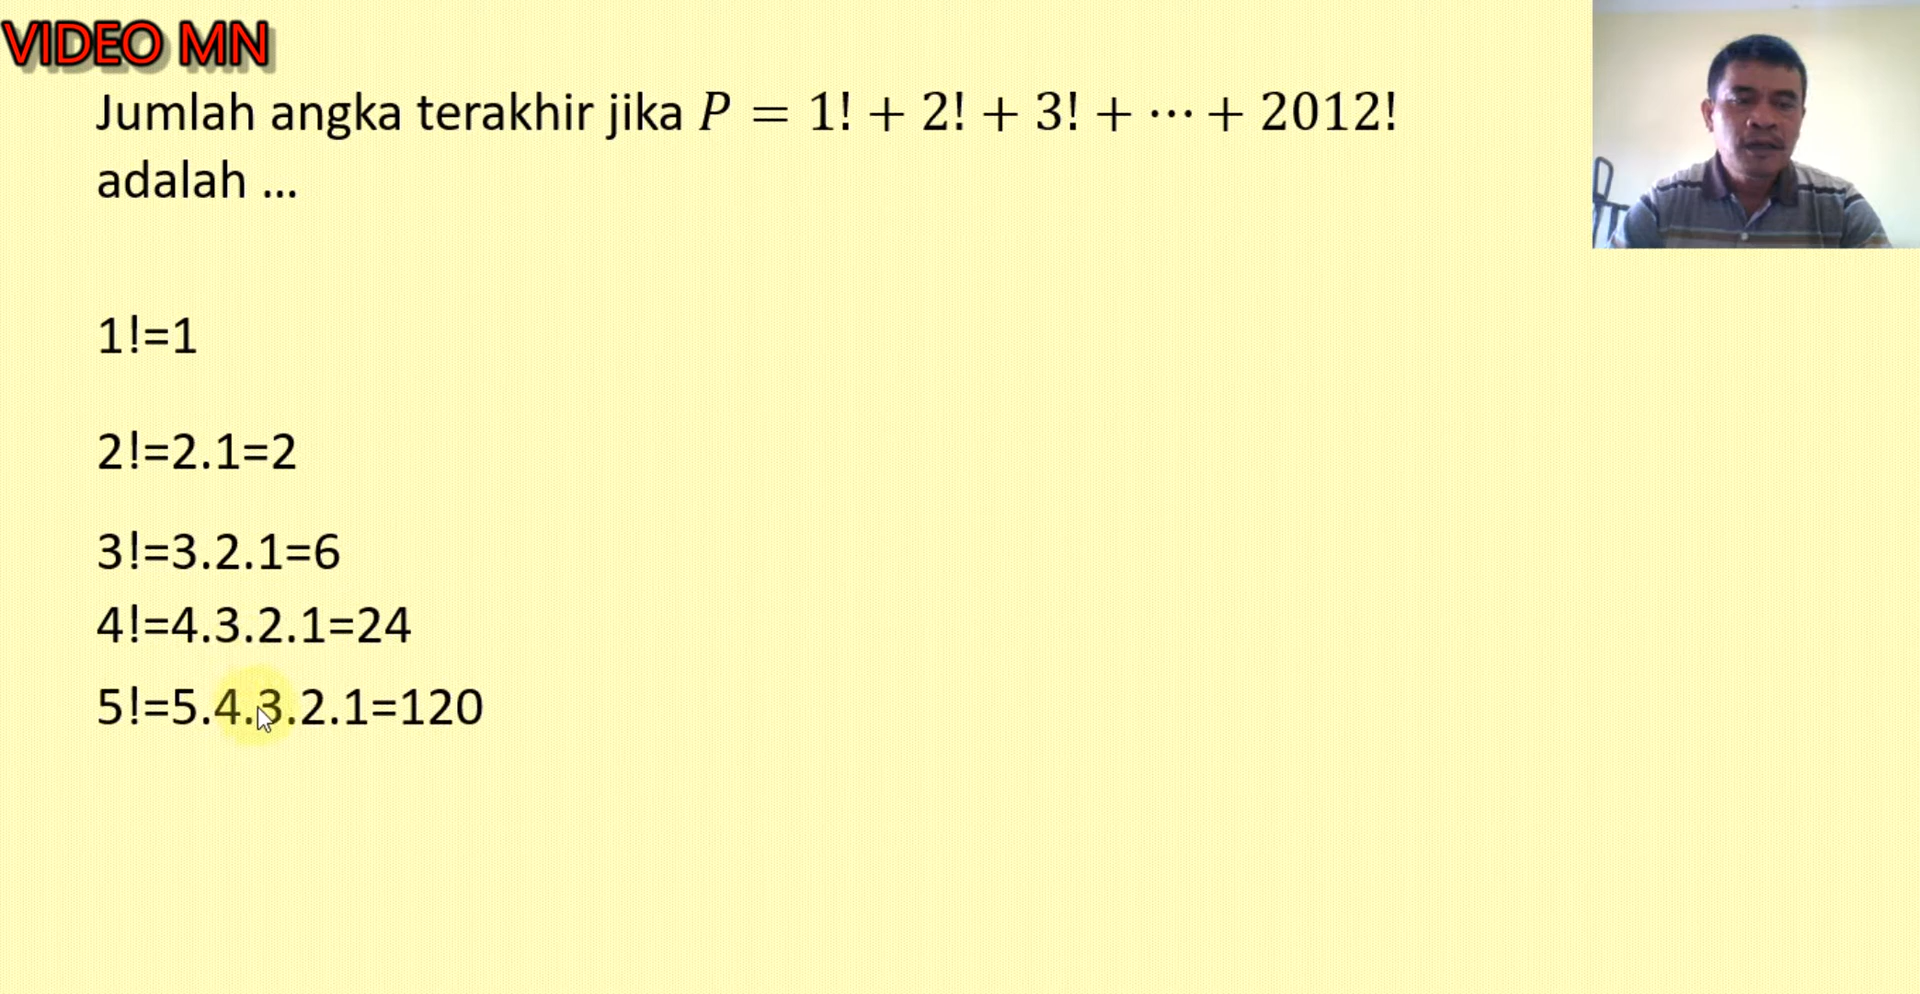 VIDEO MN
Jumlah angka terakhir jika P = 1! + 2! + 3! + ⋯ + 2012!
adalah ...
1!=1
2!=2.1=2
3!=3.2.1=6
4!=4.3.2.1=24
5!=5.4.3.2.1=120